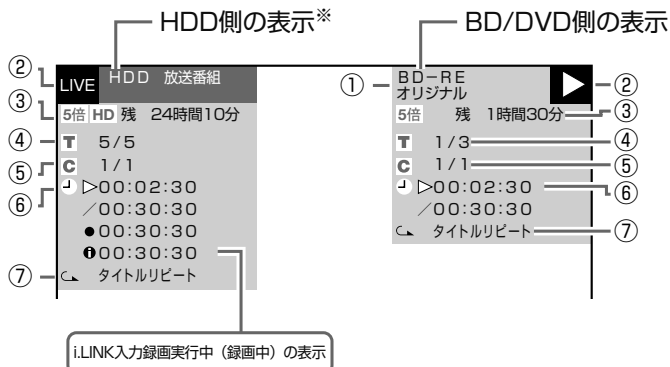 HDD側の表示※
BD/DVD側の表示
②
LIVE
HDD 放送番組
③
5倍 HD 残 24時間10分
④
T 5/5
⑤
C 1/1
⑥
▷00:02:30
/00:30:30
●00:30:30
❶00:30:30
⑦
タイトルリピート
i.LINK入力録画実行中（録画中）の表示
①
BD-RE
オリジナル
②
5倍 残 1時間30分
③
T 1/3
④
C 1/1
⑤
▷00:02:30
⑥
/00:30:30
タイトルリピート
⑦